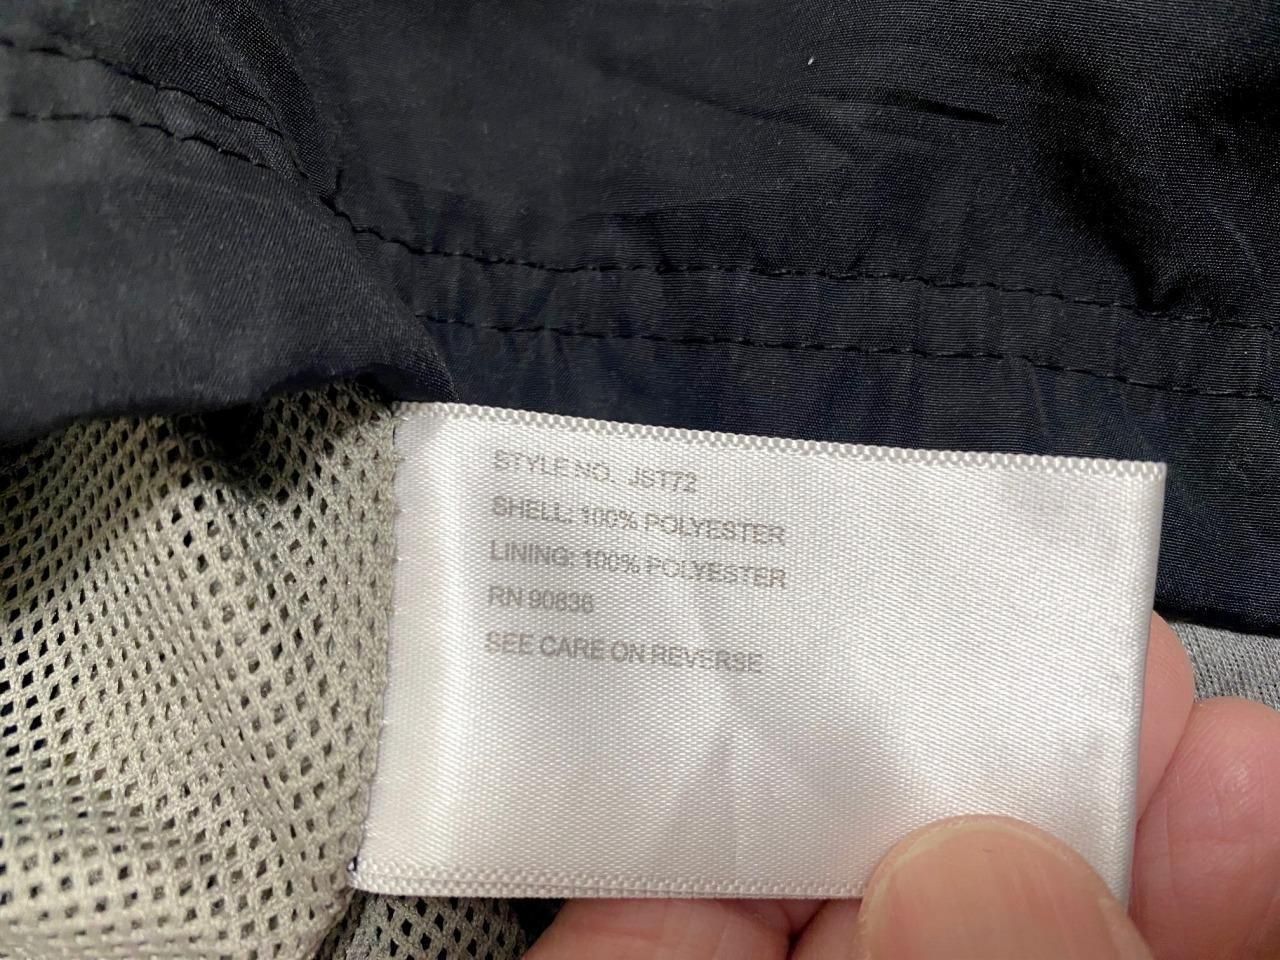 STYLE NO. JST72
SHELL: 100% POLYESTER
LINING: 100% POLYESTER
RN 90836
SEE CARE ON REVERSE